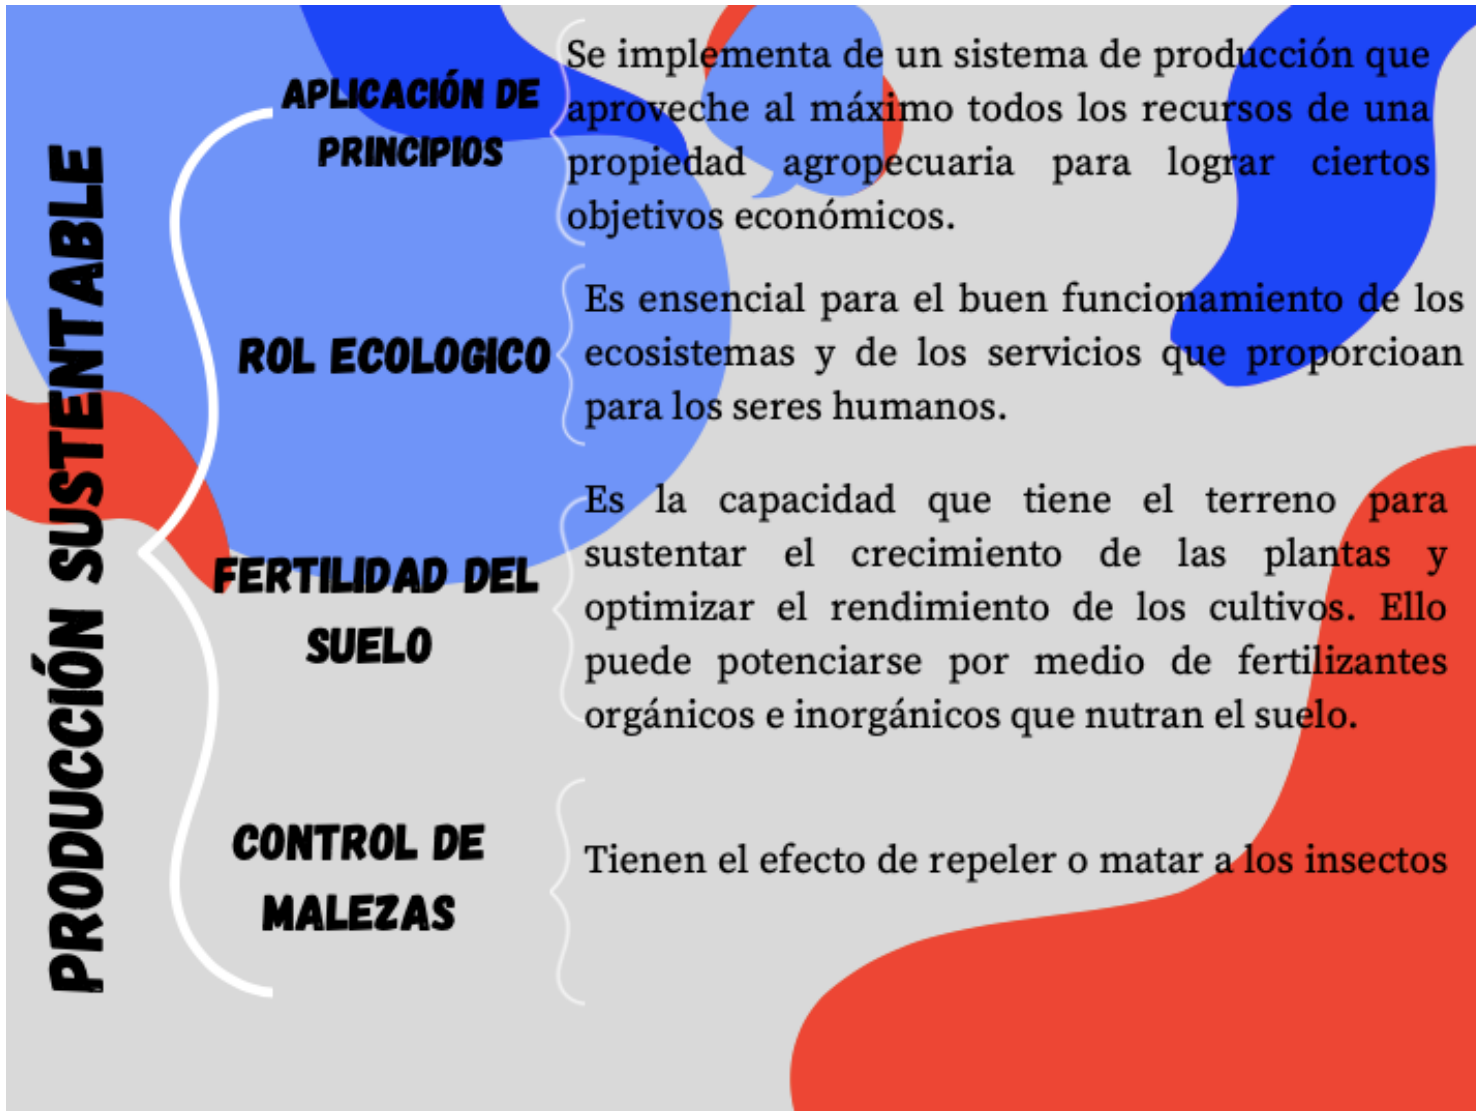 PRODUCCIÓN SUSTENTABLE
APLICACIÓN DE
PRINCIPIOS
Se implementa de un sistema de producción que
aproveche al máximo todos los recursos de una
propiedad agropecuaria para lograr ciertos
objetivos económicos.
ROL ECOLOGICO
Es ensencial para el buen funcionamiento de los
ecosistemas y de los servicios que proporcioan
para los seres humanos.
FERTILIDAD DEL
SUELO
Es la capacidad que tiene el terreno para
sustentar el crecimiento de las plantas y
optimizar el rendimiento de los cultivos. Ello
puede potenciarse por medio de fertilizantes
orgánicos e inorgánicos que nutran el suelo.
CONTROL DE
MALEZAS
Tienen el efecto de repeler o matar a los insectos